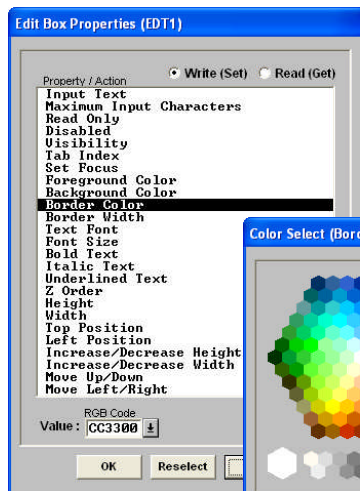 Edit Box Properties (EDT1)
Property / Action
Write (Set)
Read (Get)
Input Text
Maximum Input Characters
Read Only
Disabled
Visibility
Tab Index
Set Focus
Foreground Color
Background Color
Border Color
Border Width
Text Font
Font Size
Bold Text
Italic Text
Underlined Text
Z Order
Height
Width
Top Position
Left Position
Increase/Decrease Height
Increase/Decrease Width
Move Up/Down
Move Left/Right
Color Select (Bor
RGB Code
Value : CC3300
OK
Reselect